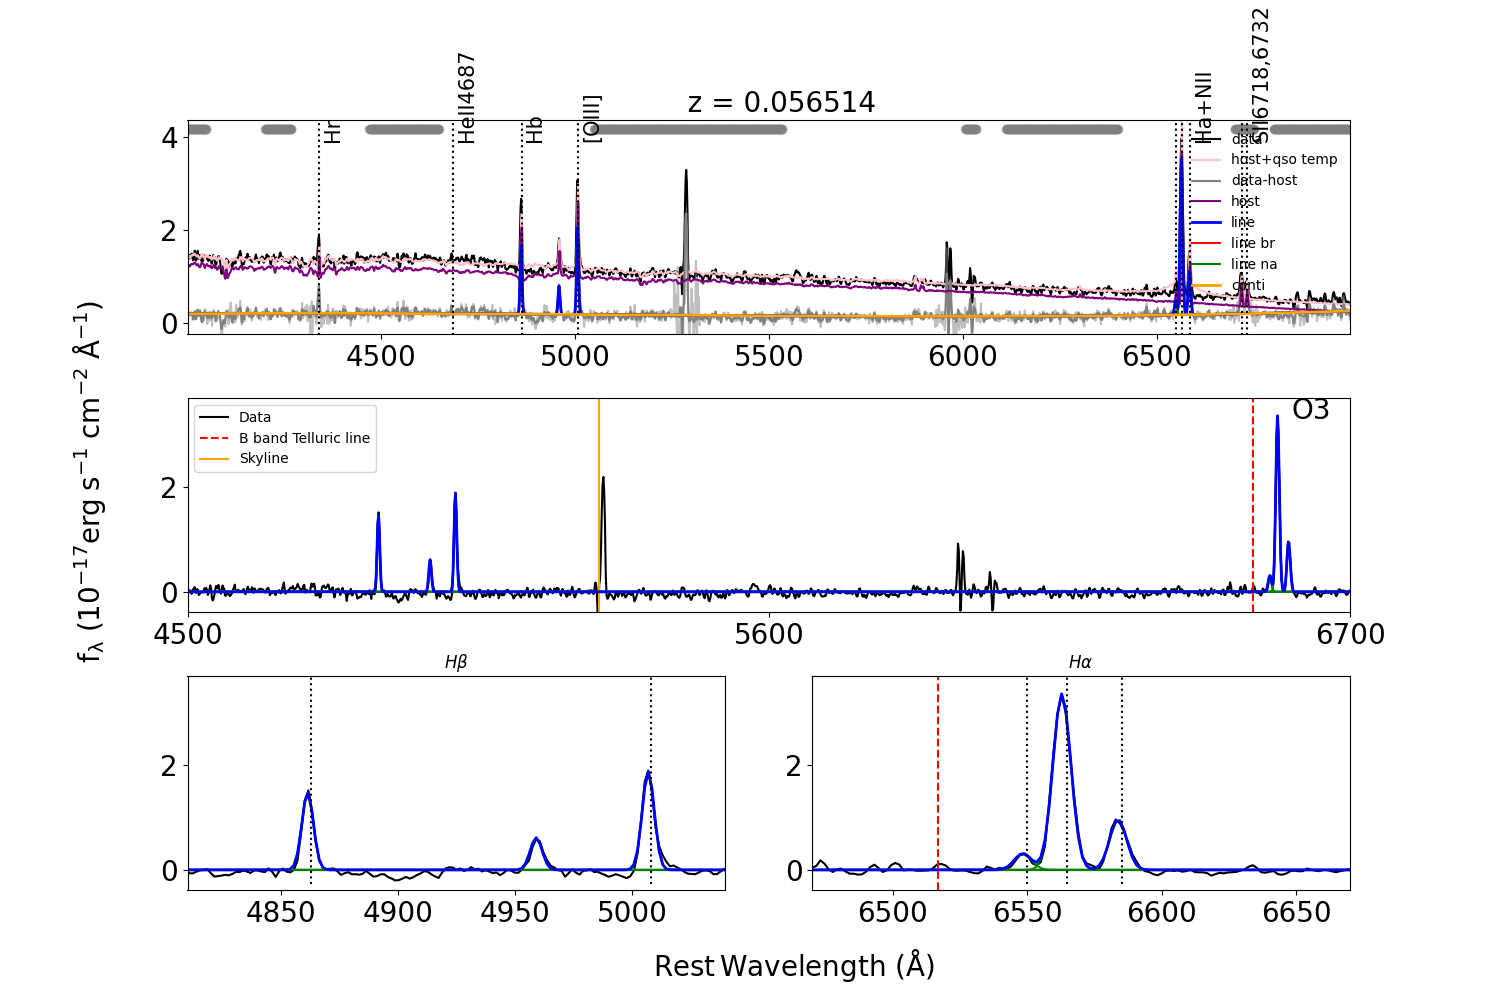 z = 0.056514
Hr
HeII4687
Hb
[OIII]
Ha+NII
SII6718,6732
data
host+qso temp
data-host
host
line
line br
line na
conti
4
2
0
4500
5000
5500
6000
6500
fλ (10⁻¹⁷erg s⁻¹ cm⁻² Å⁻¹)
Data
B band Telluric line
Skyline
O3
2
0
4500
5600
6700
Hβ
2
0
4850
4900
4950
5000
Hα
2
0
6500
6550
6600
6650
Rest Wavelength (Å)